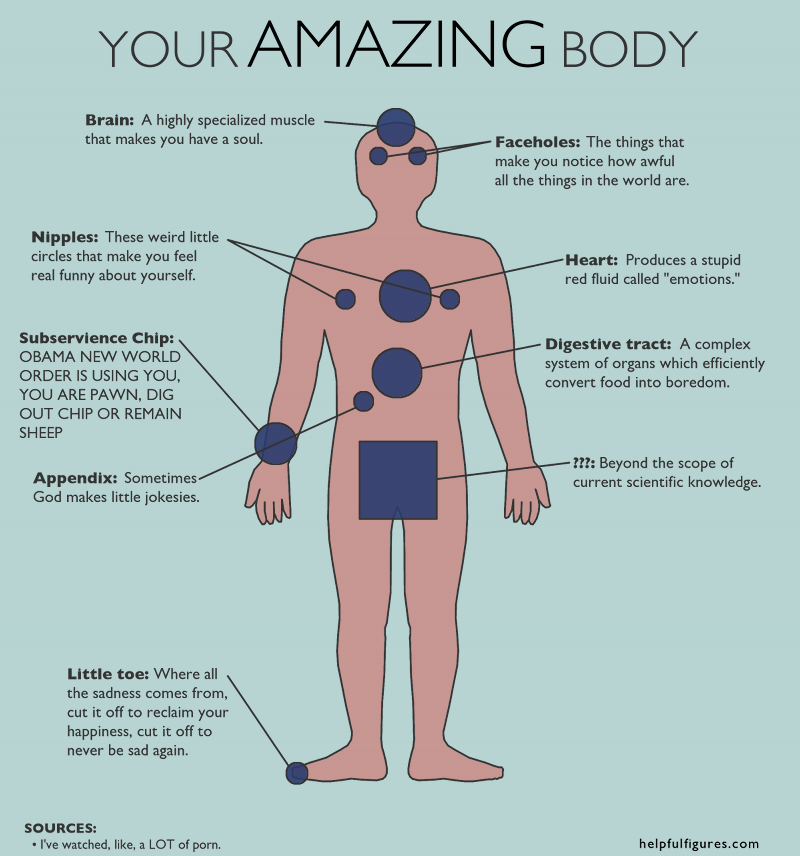 YOUR AMAZING BODY
Brain: A highly specialized muscle
that makes you have a soul.
Faceholes: The things that
make you notice how awful
all the things in the world are.
Nipples: These weird little
circles that make you feel
real funny about yourself.
Heart: Produces a stupid
red fluid called "emotions."
Subservience Chip:
OBAMA NEW WORLD
ORDER IS USING YOU,
YOU ARE PAWN, DIG
OUT CHIP OR REMAIN
SHEEP
Digestive tract: A complex
system of organs which efficiently
convert food into boredom.
Appendix: Sometimes
God makes little jokesies.
???: Beyond the scope of
current scientific knowledge.
Little toe: Where all
the sadness comes from,
cut it off to reclaim your
happiness, cut it off to
never be sad again.
SOURCES:
• I've watched, like, a LOT of porn.
helpfulfigures.com